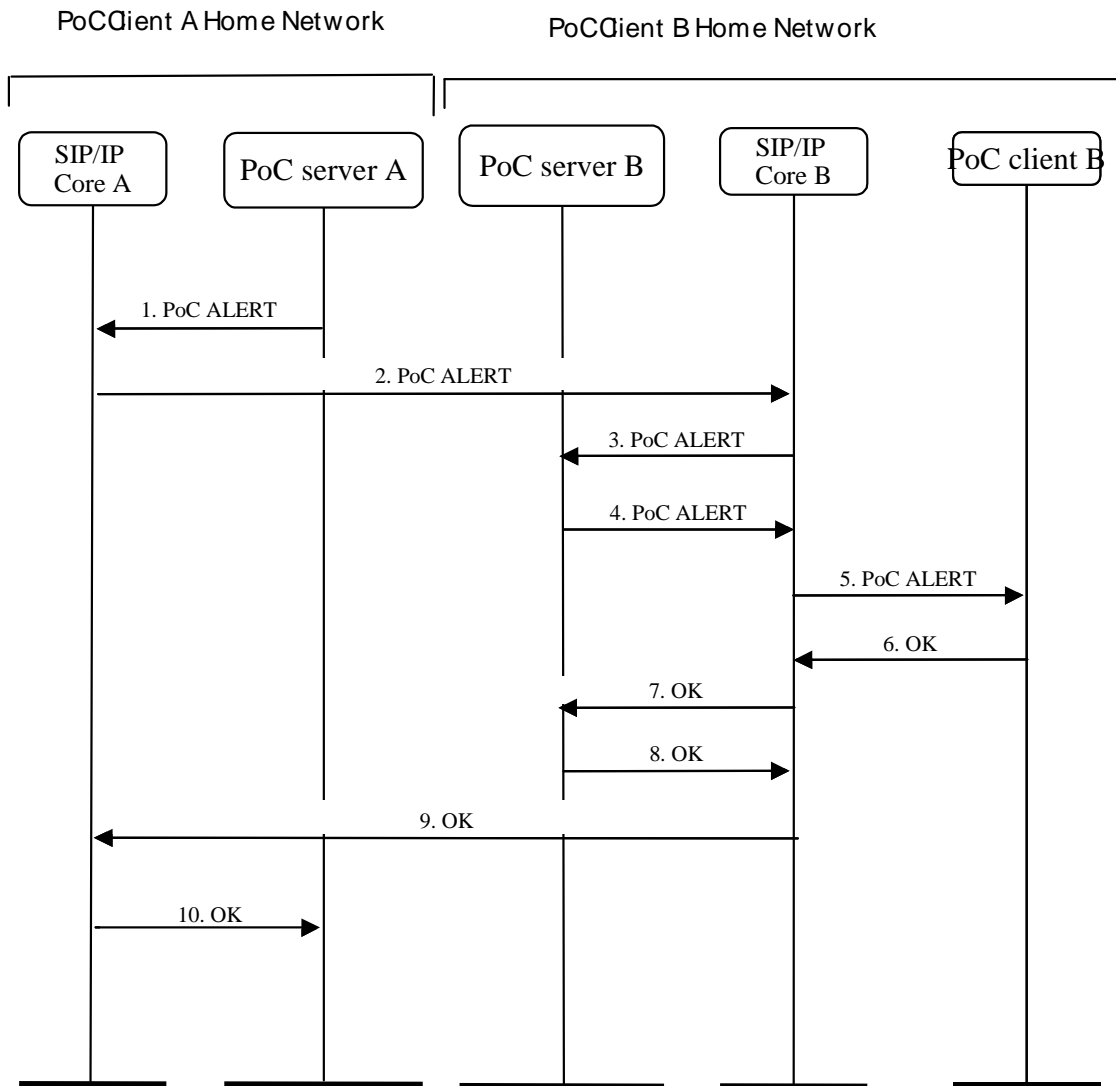 PoCClient A Home Network
PoCClient B Home Network
SIP/IP
Core A
PoC server A
PoC server B
SIP/IP
Core B
PoC client B
1. PoC ALERT
2. PoC ALERT
3. PoC ALERT
4. PoC ALERT
5. PoC ALERT
6. OK
7. OK
8. OK
9. OK
10. OK